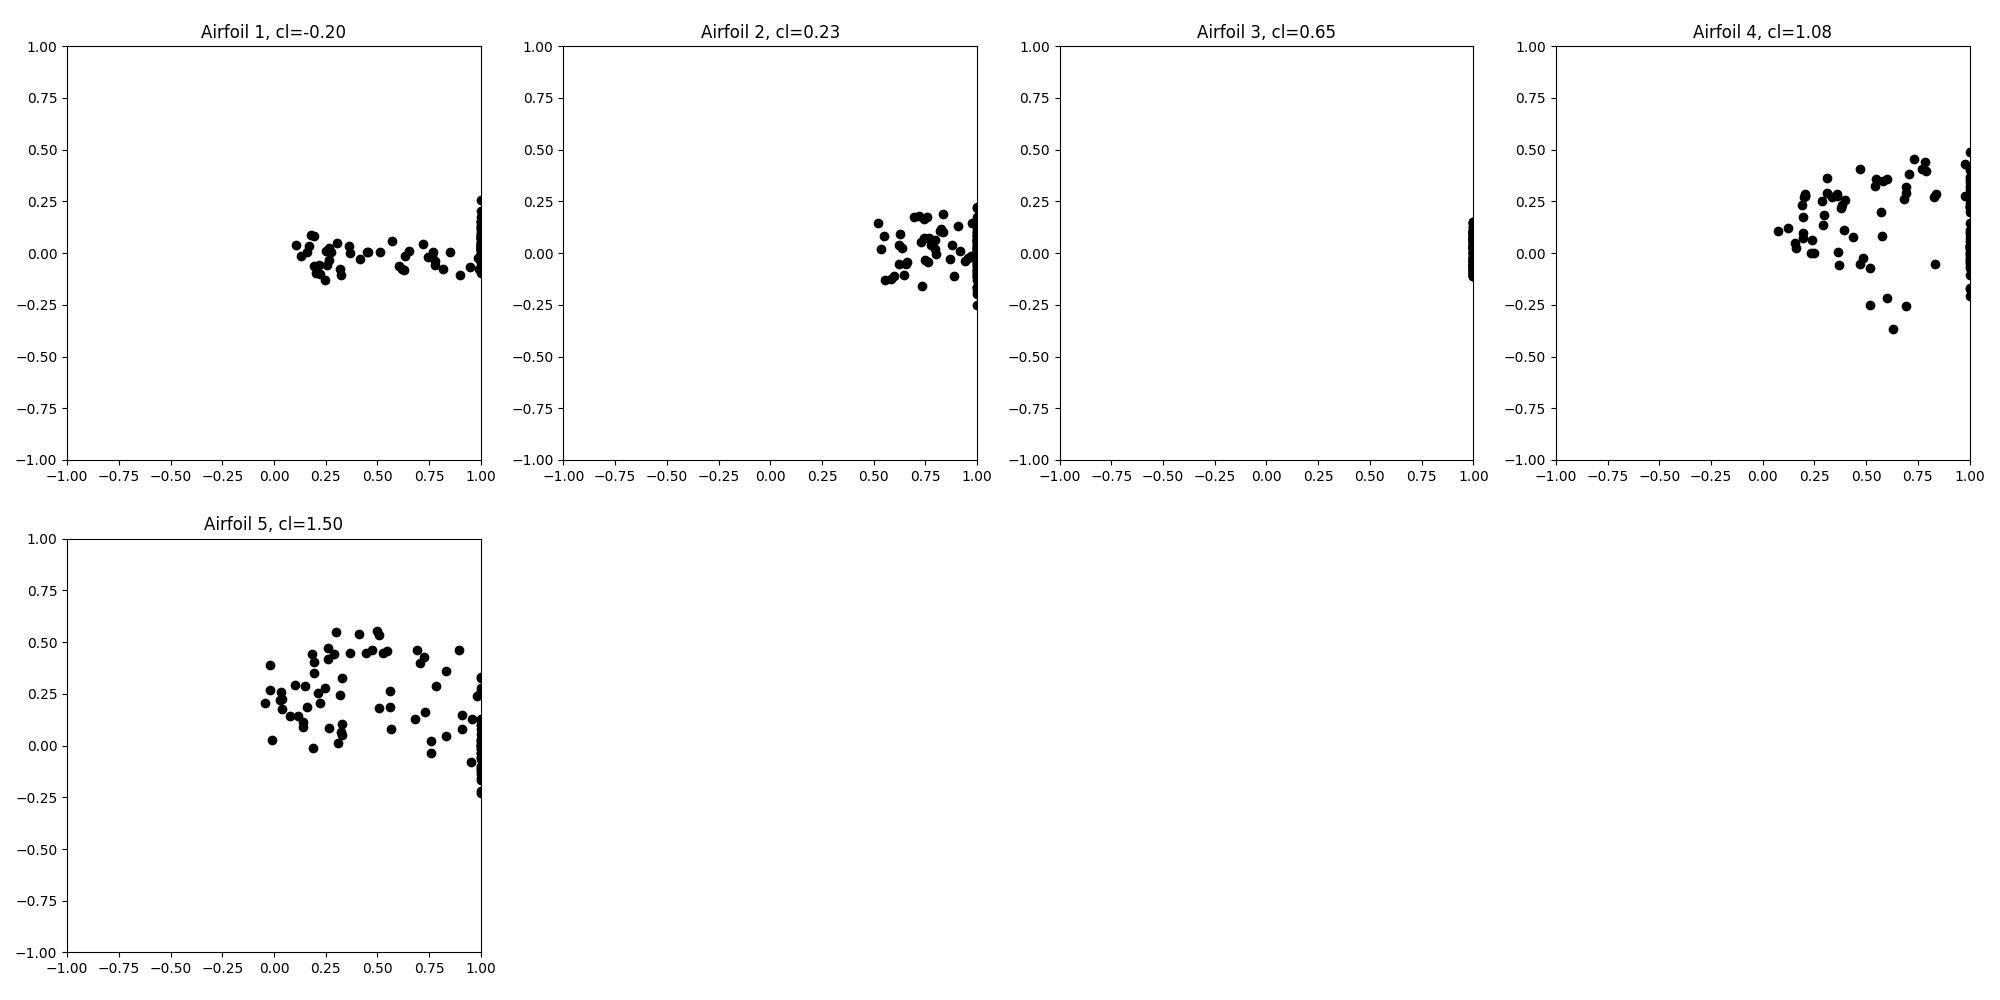 Airfoil 1, cl=-0.20
Airfoil 2, cl=0.23
Airfoil 3, cl=0.65
Airfoil 4, cl=1.08
1.00 1.00 1.00 1.00
0.75 0.75 0.75 0.75
0.50 0.50 0.50 0.50
0.25 0.25 0.25 0.25
0.00 0.00 0.00 0.00
−0.25 −0.25 −0.25 −0.25
−0.50 −0.50 −0.50 −0.50
−0.75 −0.75 −0.75 −0.75
−1.00 −1.00 −1.00 −1.00
−1.00 −0.75 −0.50 −0.25 0.00 0.25 0.50 0.75 1.00
−1.00 −0.75 −0.50 −0.25 0.00 0.25 0.50 0.75 1.00
−1.00 −0.75 −0.50 −0.25 0.00 0.25 0.50 0.75 1.00
−1.00 −0.75 −0.50 −0.25 0.00 0.25 0.50 0.75 1.00
Airfoil 5, cl=1.50
1.00
0.75
0.50
0.25
0.00
−0.25
−0.50
−0.75
−1.00
−1.00 −0.75 −0.50 −0.25 0.00 0.25 0.50 0.75 1.00